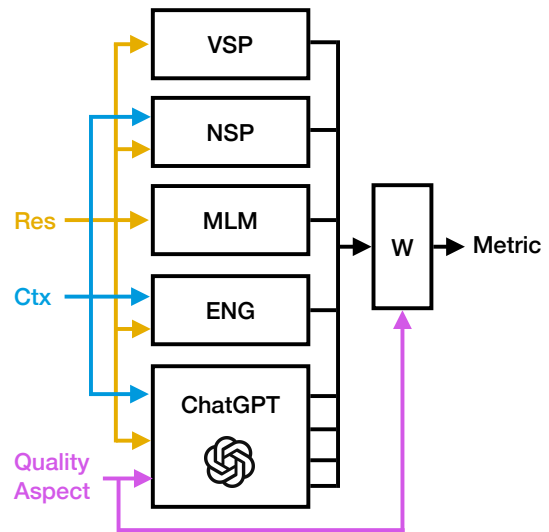 VSP
NSP
Res
MLM
W
Metric
Ctx
ENG
ChatGPT
Quality
Aspect